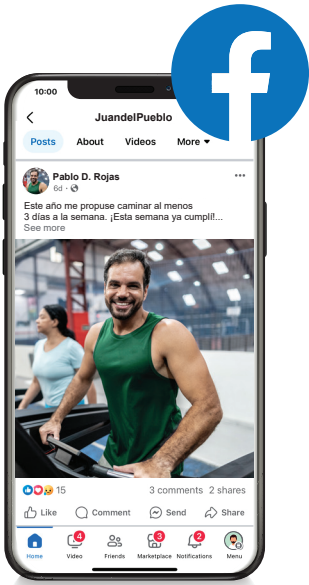 10:00
JuandelPueblo
Posts About Videos More
Pablo D. Rojas
6d ·
Este año me propuse caminar al menos
3 días a la semana. ¡Esta semana ya cumplí!...
See more
15 3 comments 2 shares
Like Comment Send Share
4 3 2
Home Video Friends Marketplace Notifications Menu